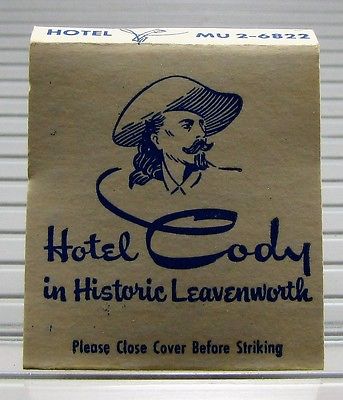 HOTEL MU 2-6822
Hotel Cody
in Historic Leavenworth
Please Close Cover Before Striking